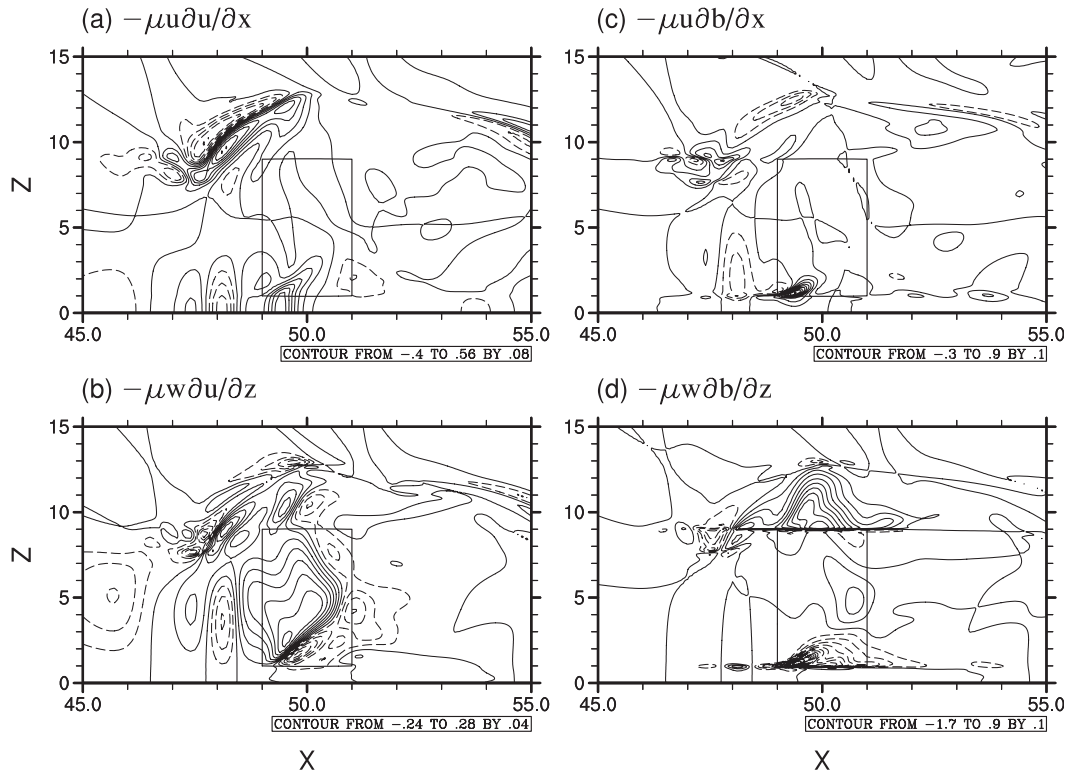 (a) −μu∂u/∂x
15
10
5
0
Z
45.0 50.0 55.0
CONTOUR FROM −.4 TO .56 BY .08
(c) −μu∂b/∂x
15
10
5
0
45.0 50.0 55.0
CONTOUR FROM −.3 TO .9 BY .1
(b) −μw∂u/∂z
15
10
5
0
Z
45.0 50.0 55.0
CONTOUR FROM −.24 TO .28 BY .04
X
(d) −μw∂b/∂z
15
10
5
0
45.0 50.0 55.0
CONTOUR FROM −1.7 TO .9 BY .1
X